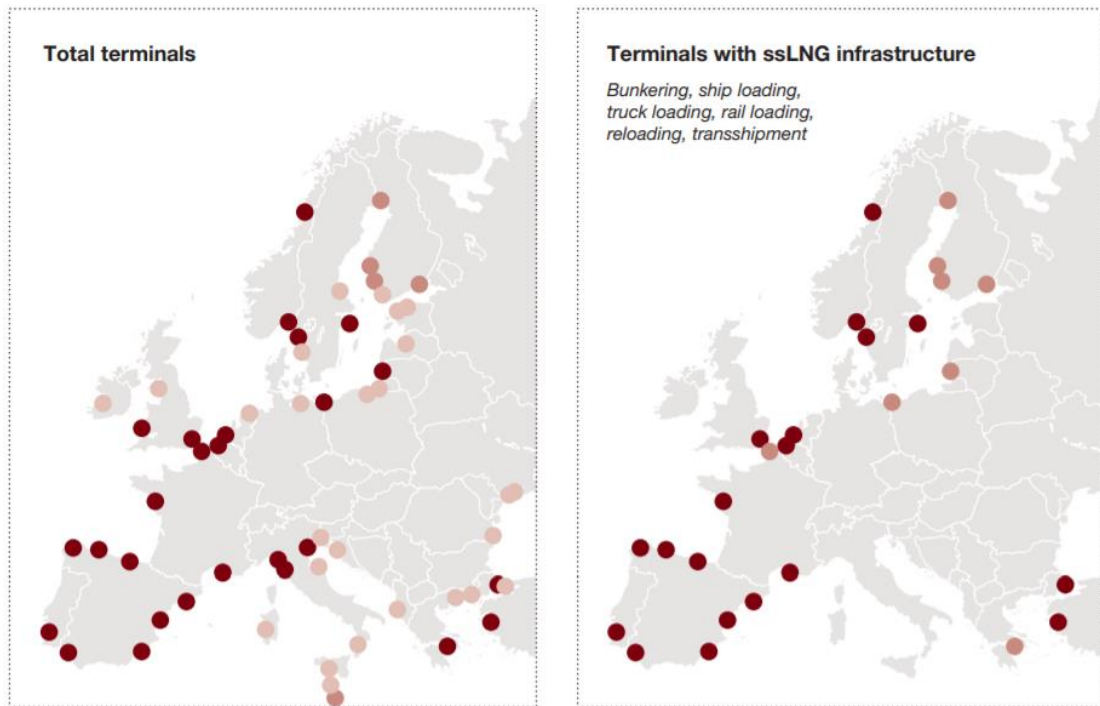 Total terminals
Terminals with ssLNG infrastructure
Bunkering, ship loading,
truck loading, rail loading,
reloading, transshipment